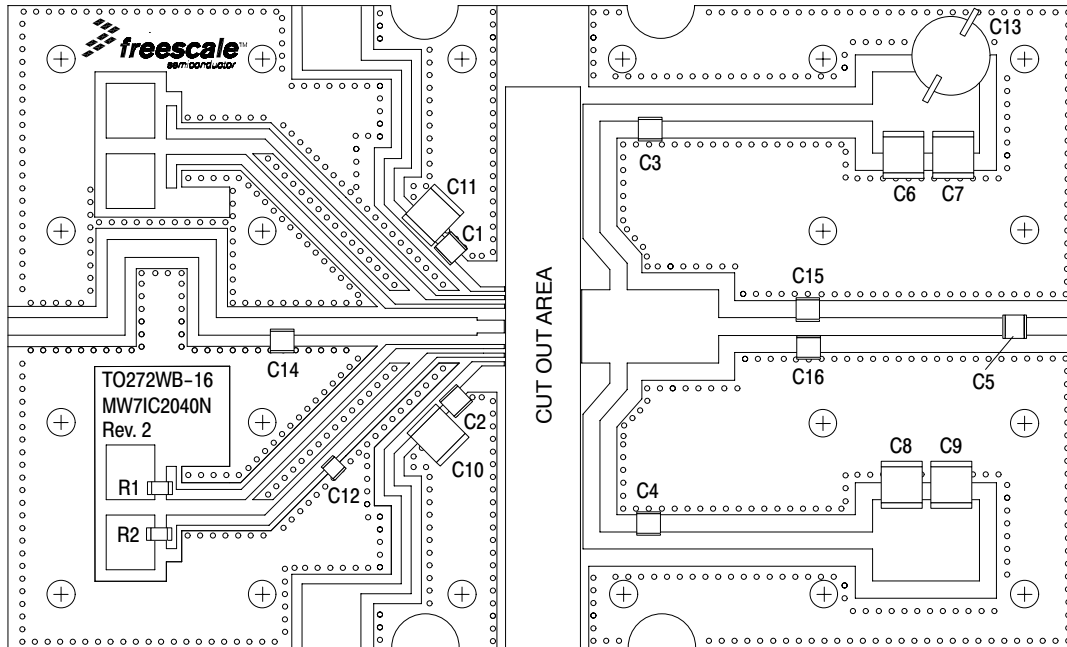 freescale™
semiconductor
C13
C3
C6
C7
C11
C1
CUT OUT AREA
C15
C14
C16
C5
TO272WB-16
MW7IC2040N
Rev. 2
C2
C10
C8
C9
R1
C12
C4
R2